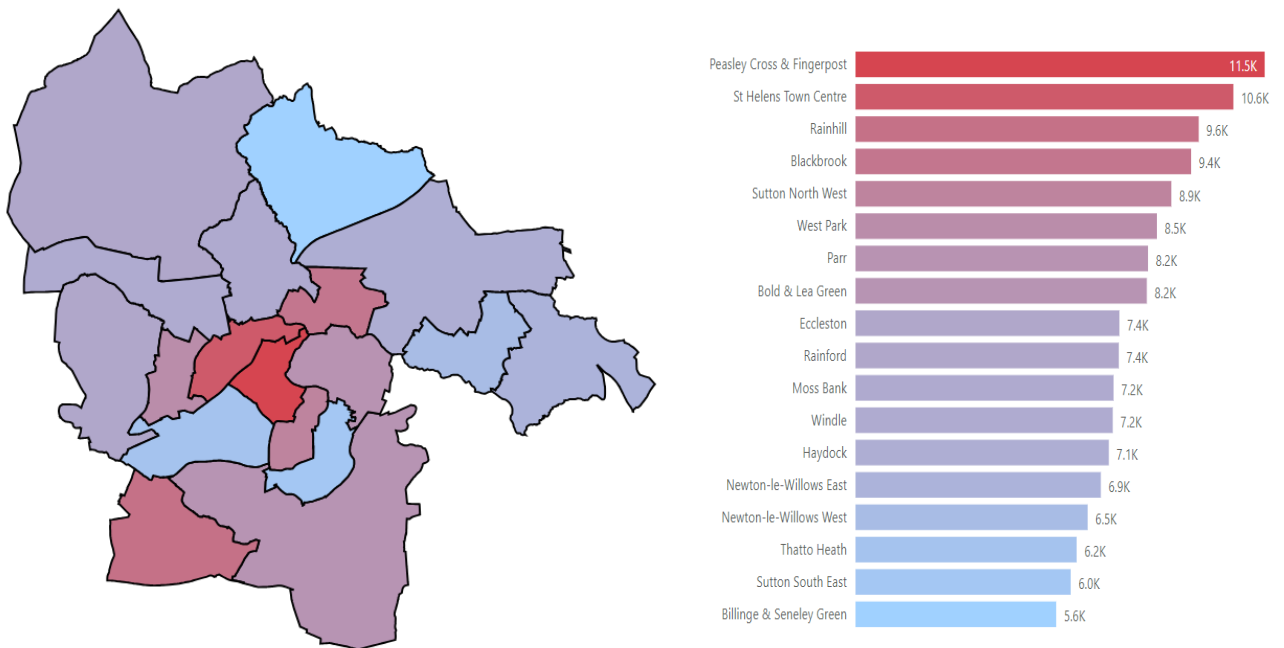 Peasley Cross & Fingerpost 11.5K
St Helens Town Centre 10.6K
Rainhill 9.6K
Blackbrook 9.4K
Sutton North West 8.9K
West Park 8.5K
Parr 8.2K
Bold & Lea Green 8.2K
Eccleston 7.4K
Rainford 7.4K
Moss Bank 7.2K
Windle 7.2K
Haydock 7.1K
Newton-le-Willows East 6.9K
Newton-le-Willows West 6.5K
Thatto Heath 6.2K
Sutton South East 6.0K
Billinge & Seneley Green 5.6K